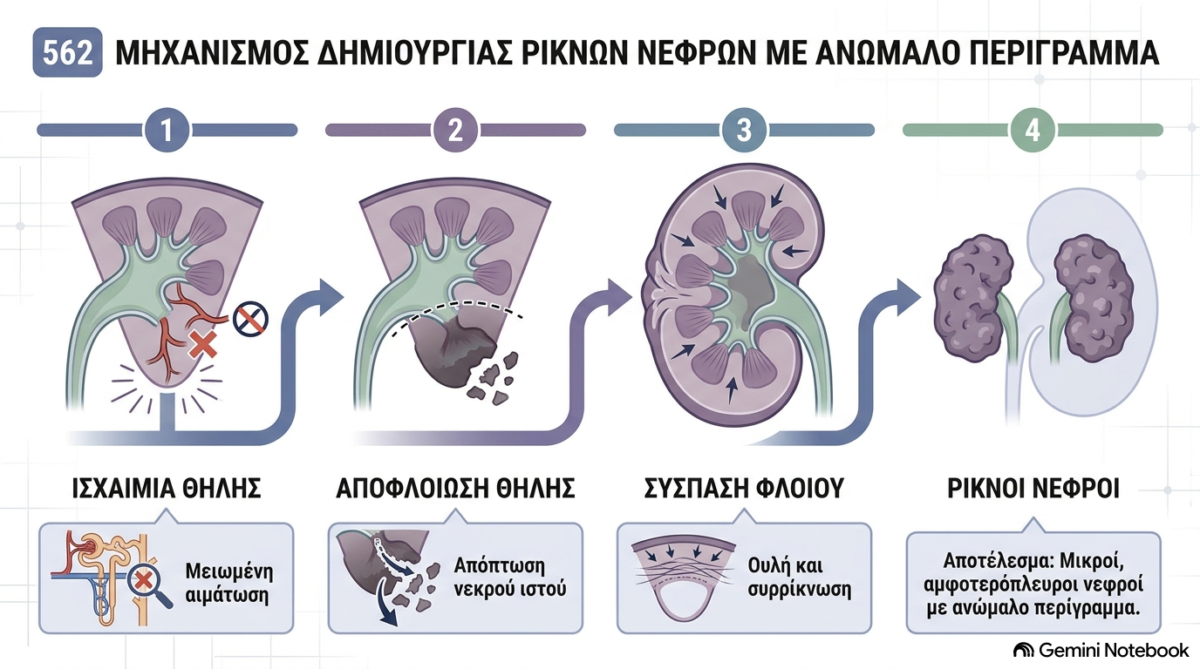 562 ΜΗΧΑΝΙΣΜΟΣ ΔΗΜΙΟΥΡΓΙΑΣ ΡΙΚΝΩΝ ΝΕΦΡΩΝ ΜΕ ΑΝΩΜΑΛΟ ΠΕΡΙΓΡΑΜΜΑ
1
2
3
4
ΙΣΧΑΙΜΙΑ ΘΗΛΗΣ
ΑΠΟΦΛΟΙΩΣΗ ΘΗΛΗΣ
ΣΥΣΠΑΣΗ ΦΛΟΙΟΥ
ΡΙΚΝΟΙ ΝΕΦΡΟΙ
Μειωμένη
αιμάτωση
Απόπτωση
νεκρού ιστού
Ουλή και
συρρίκνωση
Αποτέλεσμα: Μικροί,
αμφοτερόπλευροι νεφροί
με ανώμαλο περίγραμμα.
Gemini Notebook